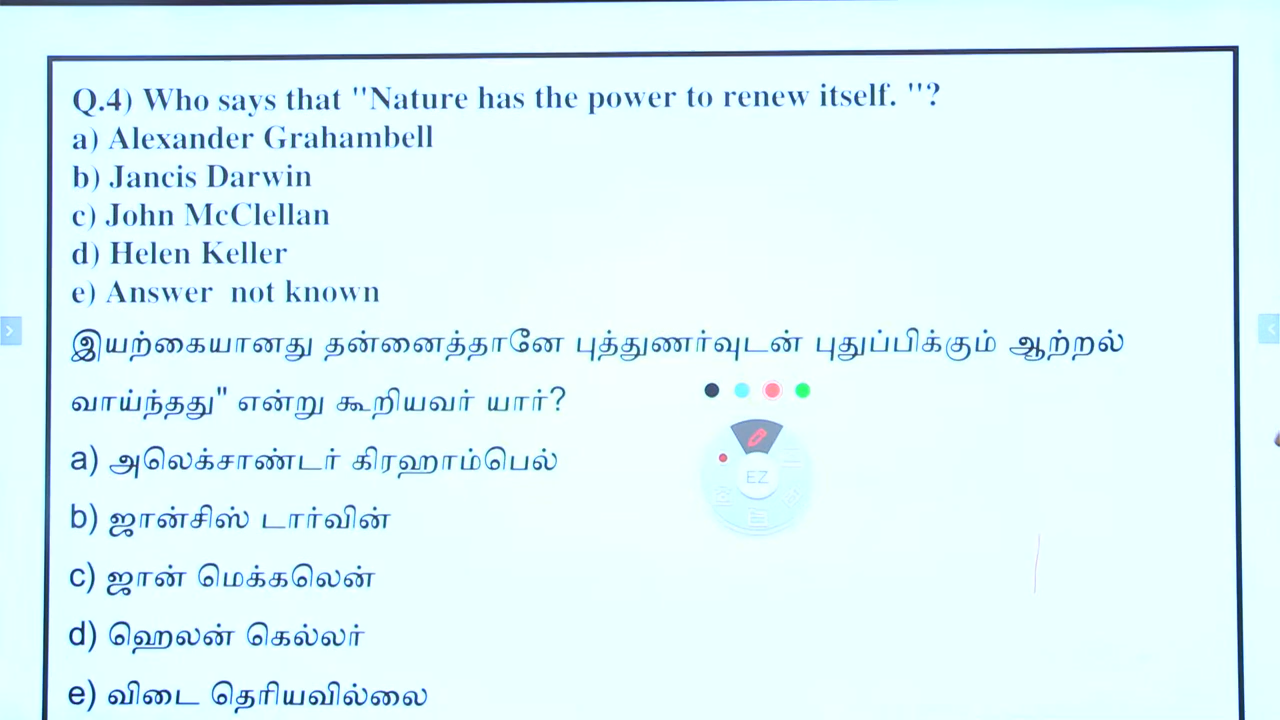 Q.4) Who says that "Nature has the power to renew itself. "?
a) Alexander Grahambell
b) Jancis Darwin
c) John McClellan
d) Helen Keller
e) Answer not known
இயற்கையானது தன்னைத்தானே புத்துணர்வுடன் புதுப்பிக்கும் ஆற்றல்
வாய்ந்தது" என்று கூறியவர் யார்?
a) அலெக்சாண்டர் கிரஹாம்பெல்
b) ஜான்சிஸ் டார்வின்
c) ஜான் மெக்கலென்
d) ஹெலன் கெல்லர்
e) விடை தெரியவில்லை
EZ